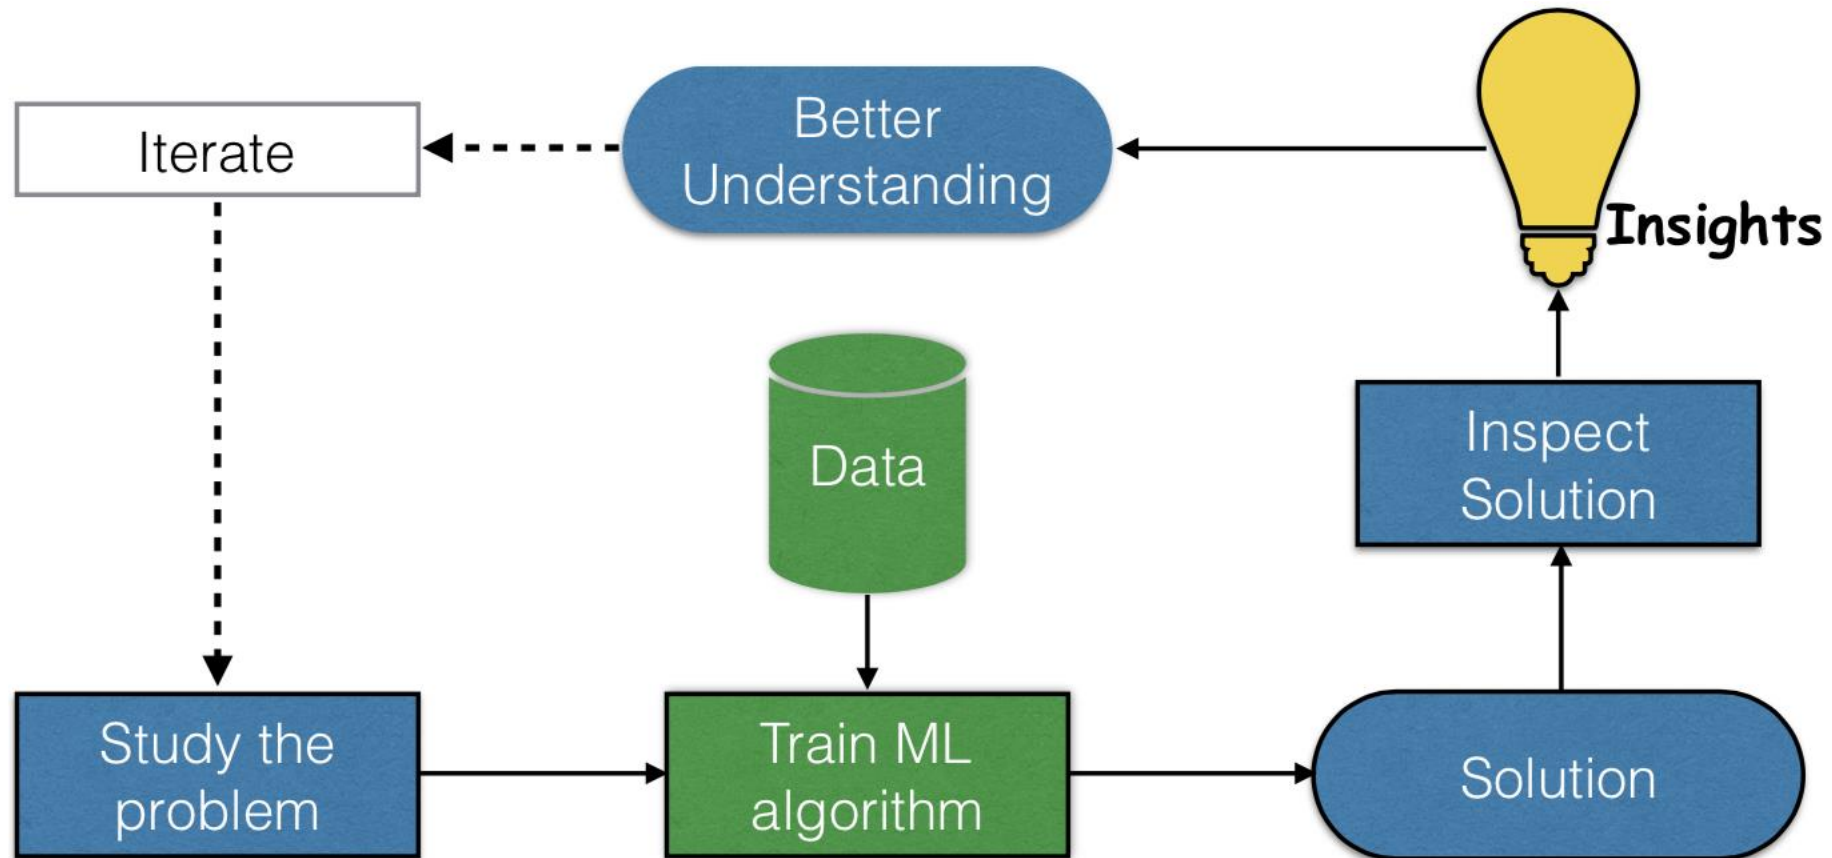 Better
Understanding
Iterate
Insights
Data
Inspect
Solution
Study the
problem
Train ML
algorithm
Solution